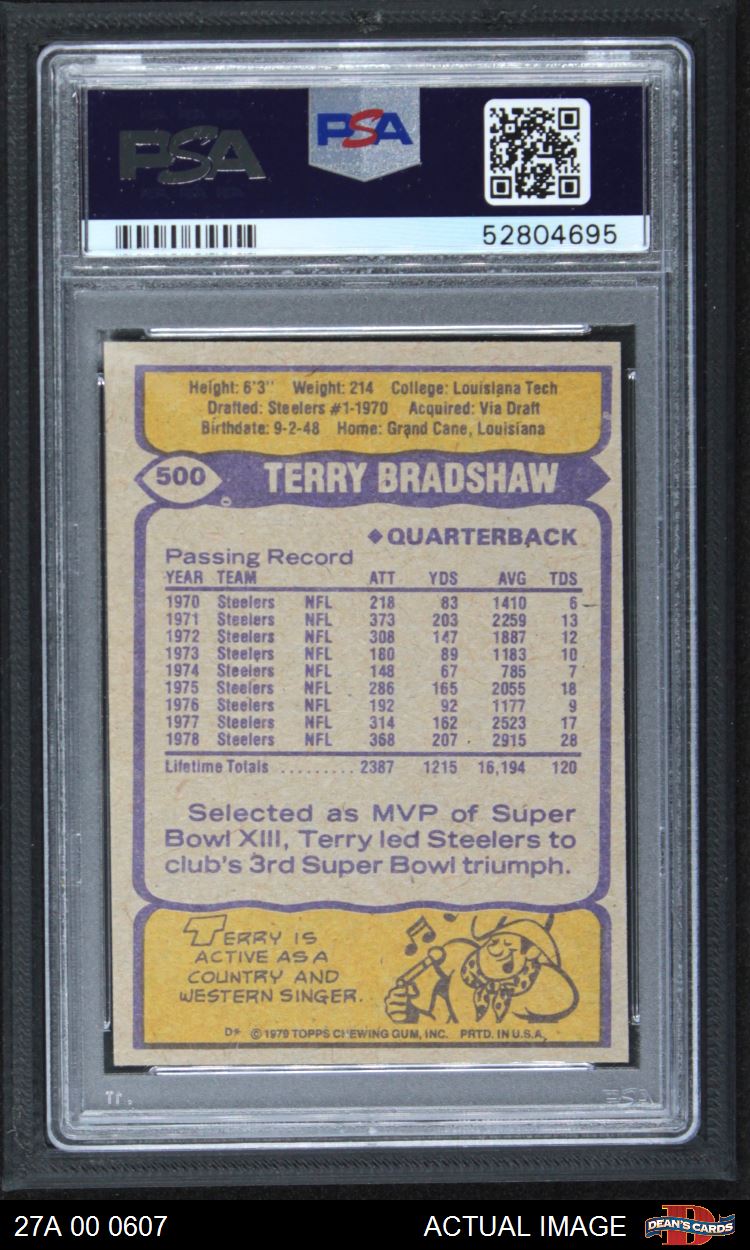 PSA
PSA
52804695
Height: 6'3" Weight: 214 College: Louisiana Tech
Drafted: Steelers #1-1970 Acquired: Via Draft
Birthdate: 9-2-48 Home: Grand Cane, Louisiana
500 TERRY BRADSHAW
◆QUARTERBACK
Passing Record
YEAR TEAM ATT YDS AVG TDS
1970 Steelers NFL 218 83 1410 6
1971 Steelers NFL 373 203 2259 13
1972 Steelers NFL 308 147 1887 12
1973 Steelers NFL 180 89 1183 10
1974 Steelers NFL 148 67 785 7
1975 Steelers NFL 286 165 2055 18
1976 Steelers NFL 192 92 1177 9
1977 Steelers NFL 314 162 2523 17
1978 Steelers NFL 368 207 2915 28
Lifetime Totals ......... 2387 1215 16,194 120
Selected as MVP of Super
Bowl XIII, Terry led Steelers to
club's 3rd Super Bowl triumph.
TERRY IS
ACTIVE AS A
COUNTRY AND
WESTERN SINGER.
D* © 1979 TOPPS CHEWING GUM, INC. PRTD. IN U.S.A.
PSA
27A 00 0607 ACTUAL IMAGE DEAN'S CARDS